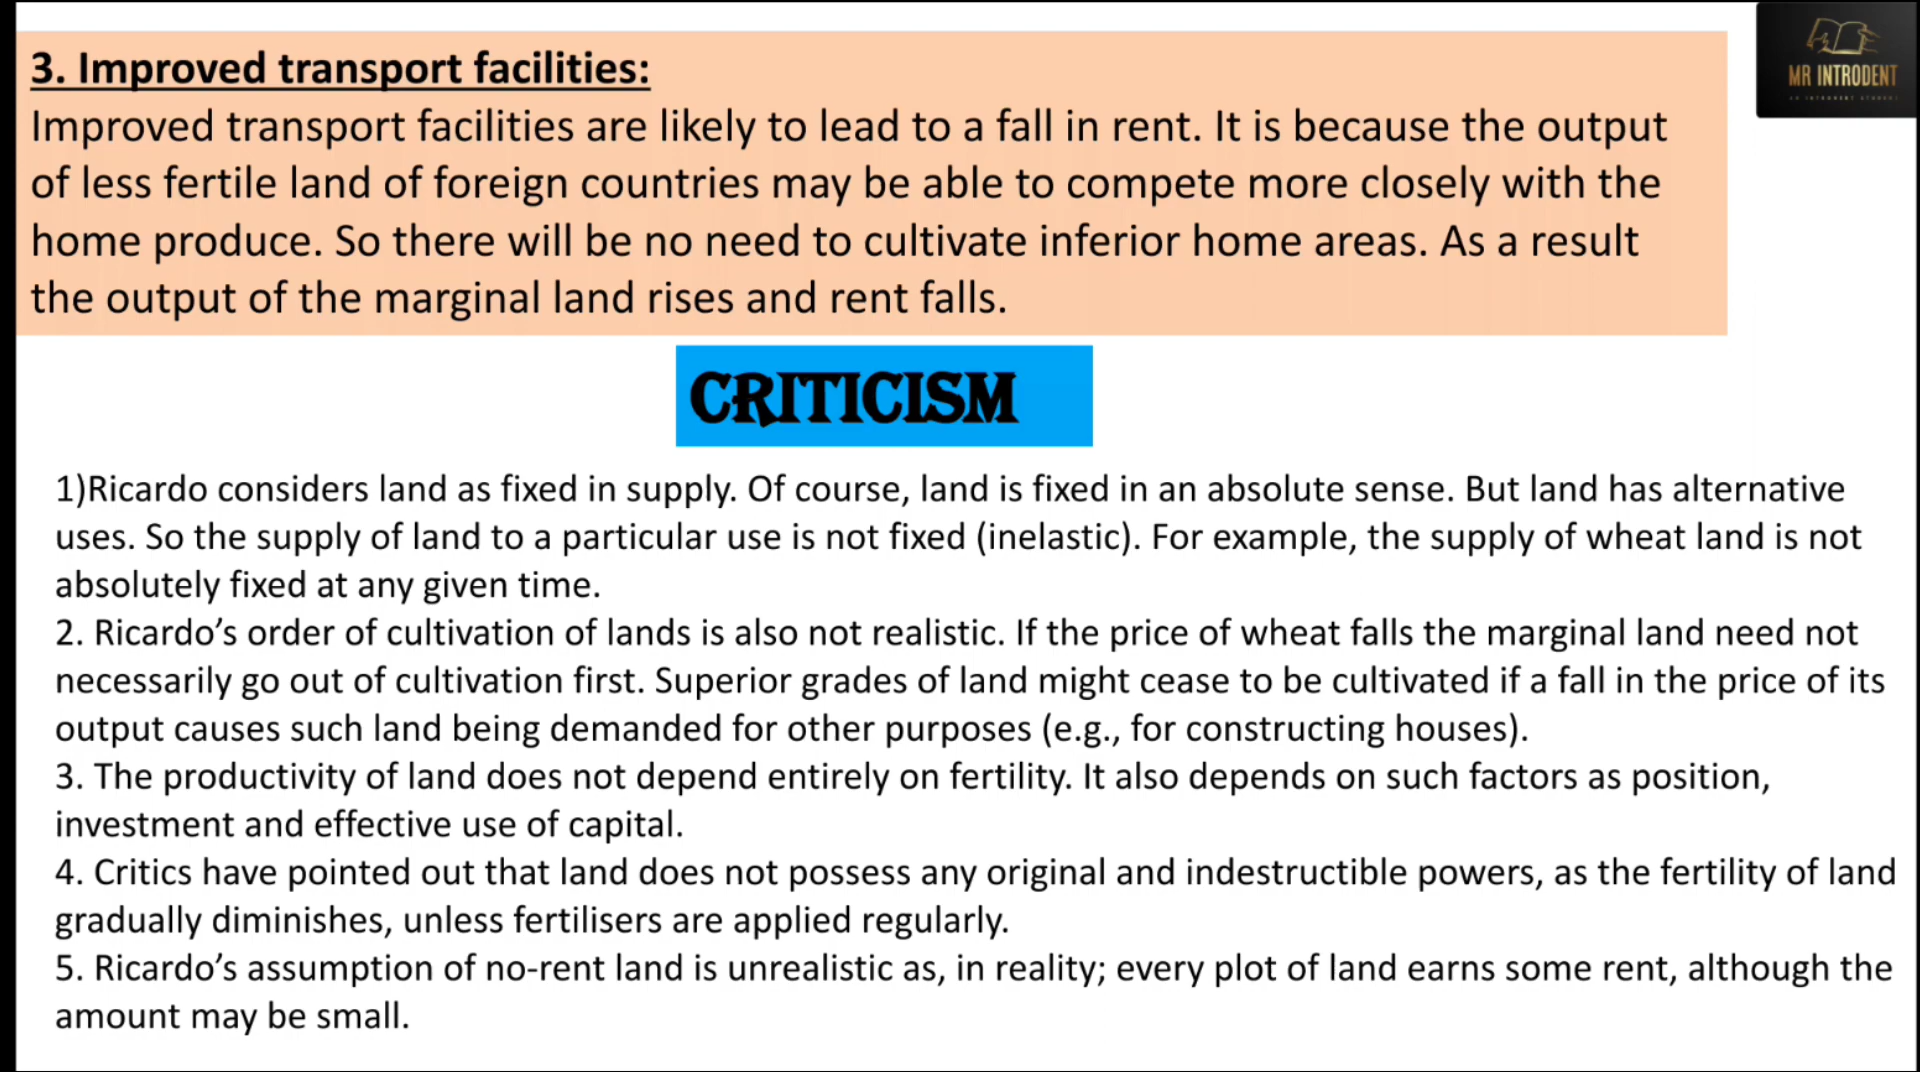 3. Improved transport facilities:
MR INTRODENT
Improved transport facilities are likely to lead to a fall in rent. It is because the output
of less fertile land of foreign countries may be able to compete more closely with the
home produce. So there will be no need to cultivate inferior home areas. As a result
the output of the marginal land rises and rent falls.
CRITICISM
1)Ricardo considers land as fixed in supply. Of course, land is fixed in an absolute sense. But land has alternative
uses. So the supply of land to a particular use is not fixed (inelastic). For example, the supply of wheat land is not
absolutely fixed at any given time.
2. Ricardo’s order of cultivation of lands is also not realistic. If the price of wheat falls the marginal land need not
necessarily go out of cultivation first. Superior grades of land might cease to be cultivated if a fall in the price of its
output causes such land being demanded for other purposes (e.g., for constructing houses).
3. The productivity of land does not depend entirely on fertility. It also depends on such factors as position,
investment and effective use of capital.
4. Critics have pointed out that land does not possess any original and indestructible powers, as the fertility of land
gradually diminishes, unless fertilisers are applied regularly.
5. Ricardo’s assumption of no-rent land is unrealistic as, in reality; every plot of land earns some rent, although the
amount may be small.